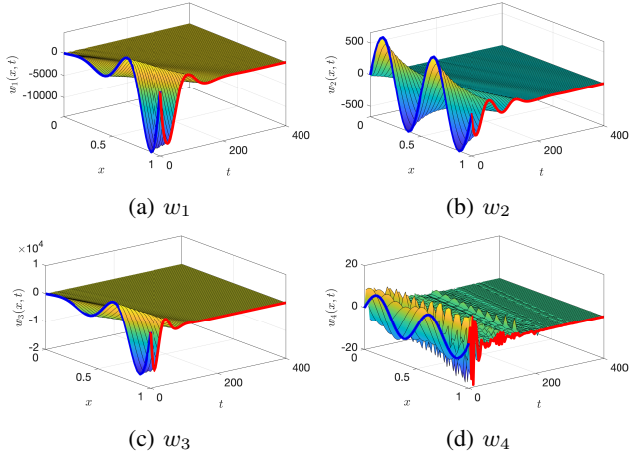 0
-5000
-10000
w₁(x, t)
0
0.5
1
x
0
200
400
t
(a) w₁
500
0
-500
w₂(x, t)
0
0.5
1
x
0
200
400
t
(b) w₂
×10⁴
1
0
-1
-2
w₃(x, t)
0
0.5
1
x
0
200
400
t
(c) w₃
20
0
-20
w₄(x, t)
0
0.5
1
x
0
200
400
t
(d) w₄